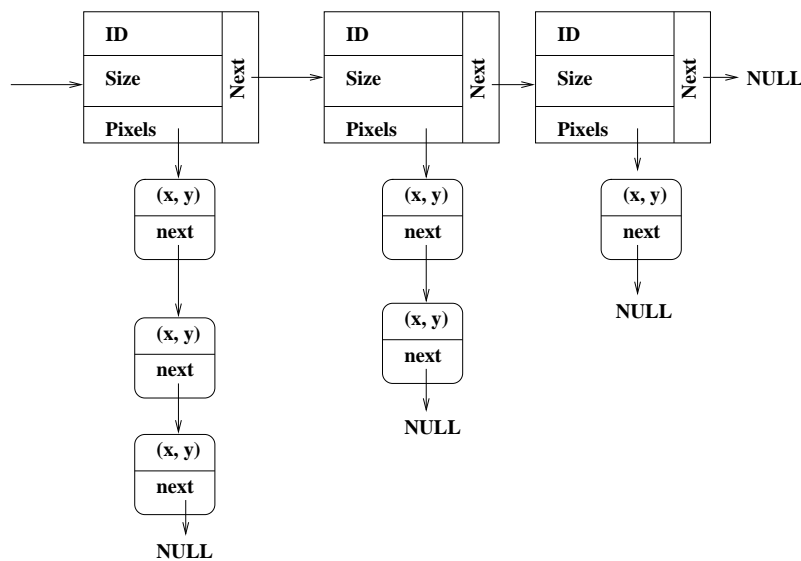 ID
Size
Pixels
Next
ID
Size
Pixels
Next
ID
Size
Pixels
Next
NULL
(x, y)
next
(x, y)
next
(x, y)
next
NULL
(x, y)
next
(x, y)
next
NULL
(x, y)
next
NULL